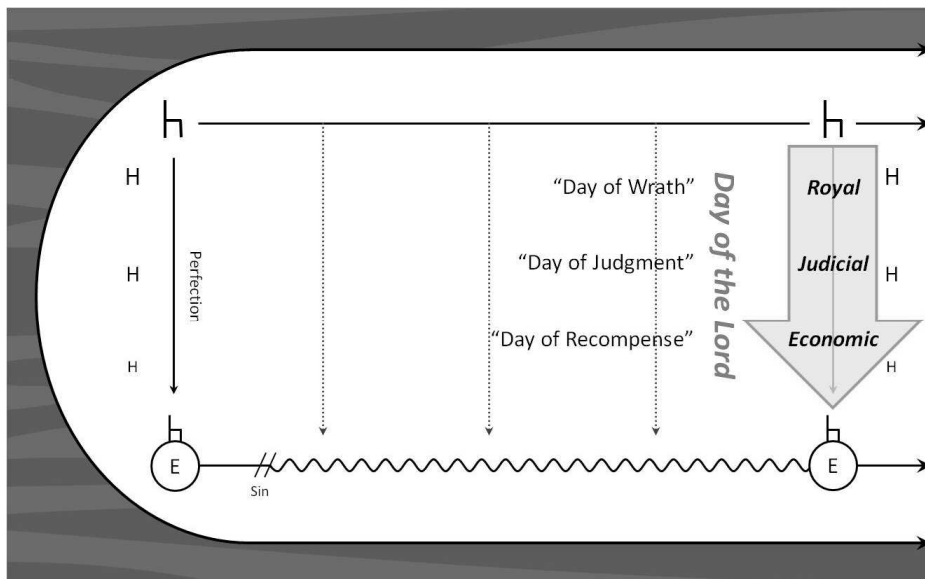 H
H
H
Perfection
E
Sin
“Day of Wrath”
“Day of Judgment”
“Day of Recompense”
Day of the Lord
Royal
Judicial
Economic
H
H
H
E